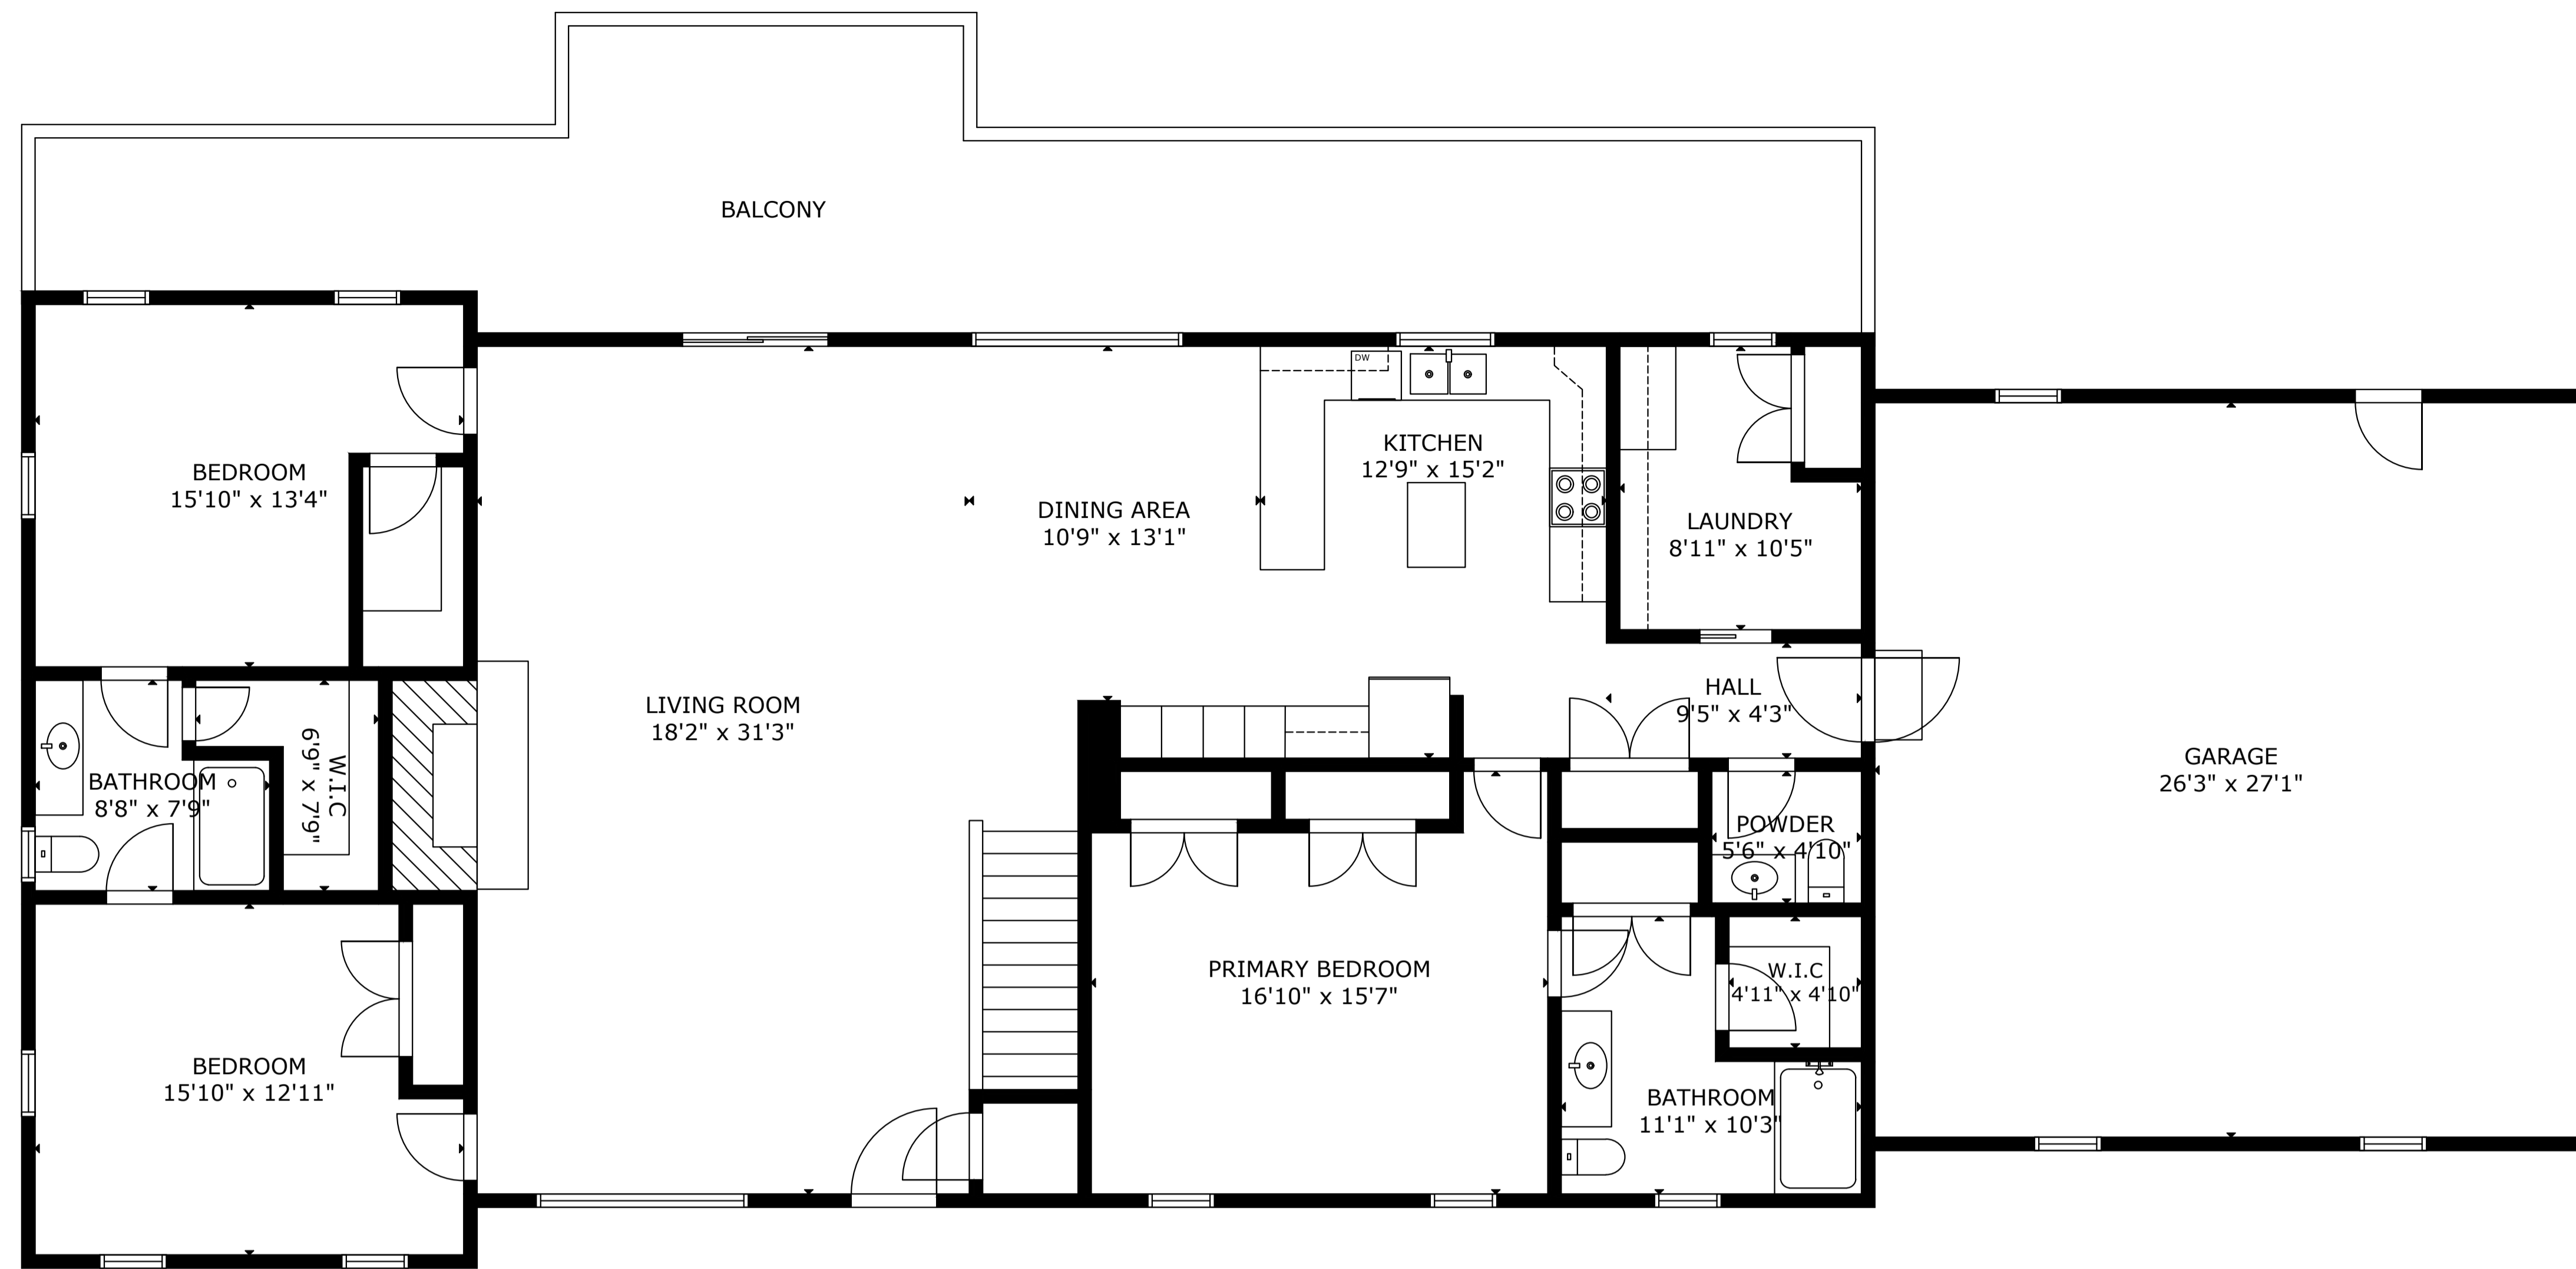 BALCONY
DW
KITCHEN
12'9" x 15'2"
BEDROOM
15'10" x 13'4"
DINING AREA
10'9" x 13'1"
LAUNDRY
8'11" x 10'5"
HALL
9'5" x 4'3"
LIVING ROOM
18'2" x 31'3"
GARAGE
26'3" x 27'1"
BATHROOM
8'8" x 7'9"
W.I.C
6'9" x 7'9"
POWDER
5'6" x 4'10"
PRIMARY BEDROOM
16'10" x 15'7"
W.I.C
4'11" x 4'10"
BEDROOM
15'10" x 12'11"
BATHROOM
11'1" x 10'3"